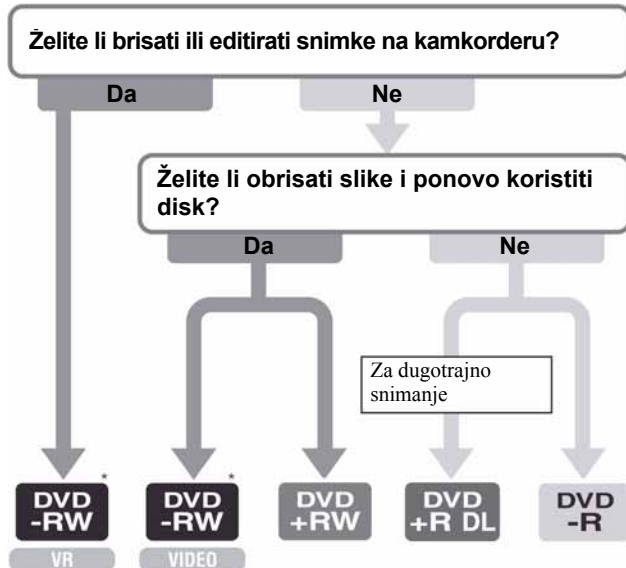 Želite li brisati ili editirati snimke na kamkorderu?
Da
Ne
Želite li obrisati slike i ponovo koristiti
disk?
Da
Ne
Za dugotrajno
snimanje
* *
DVD DVD DVD DVD DVD
-RW -RW +RW +R DL -R
VR VIDEO